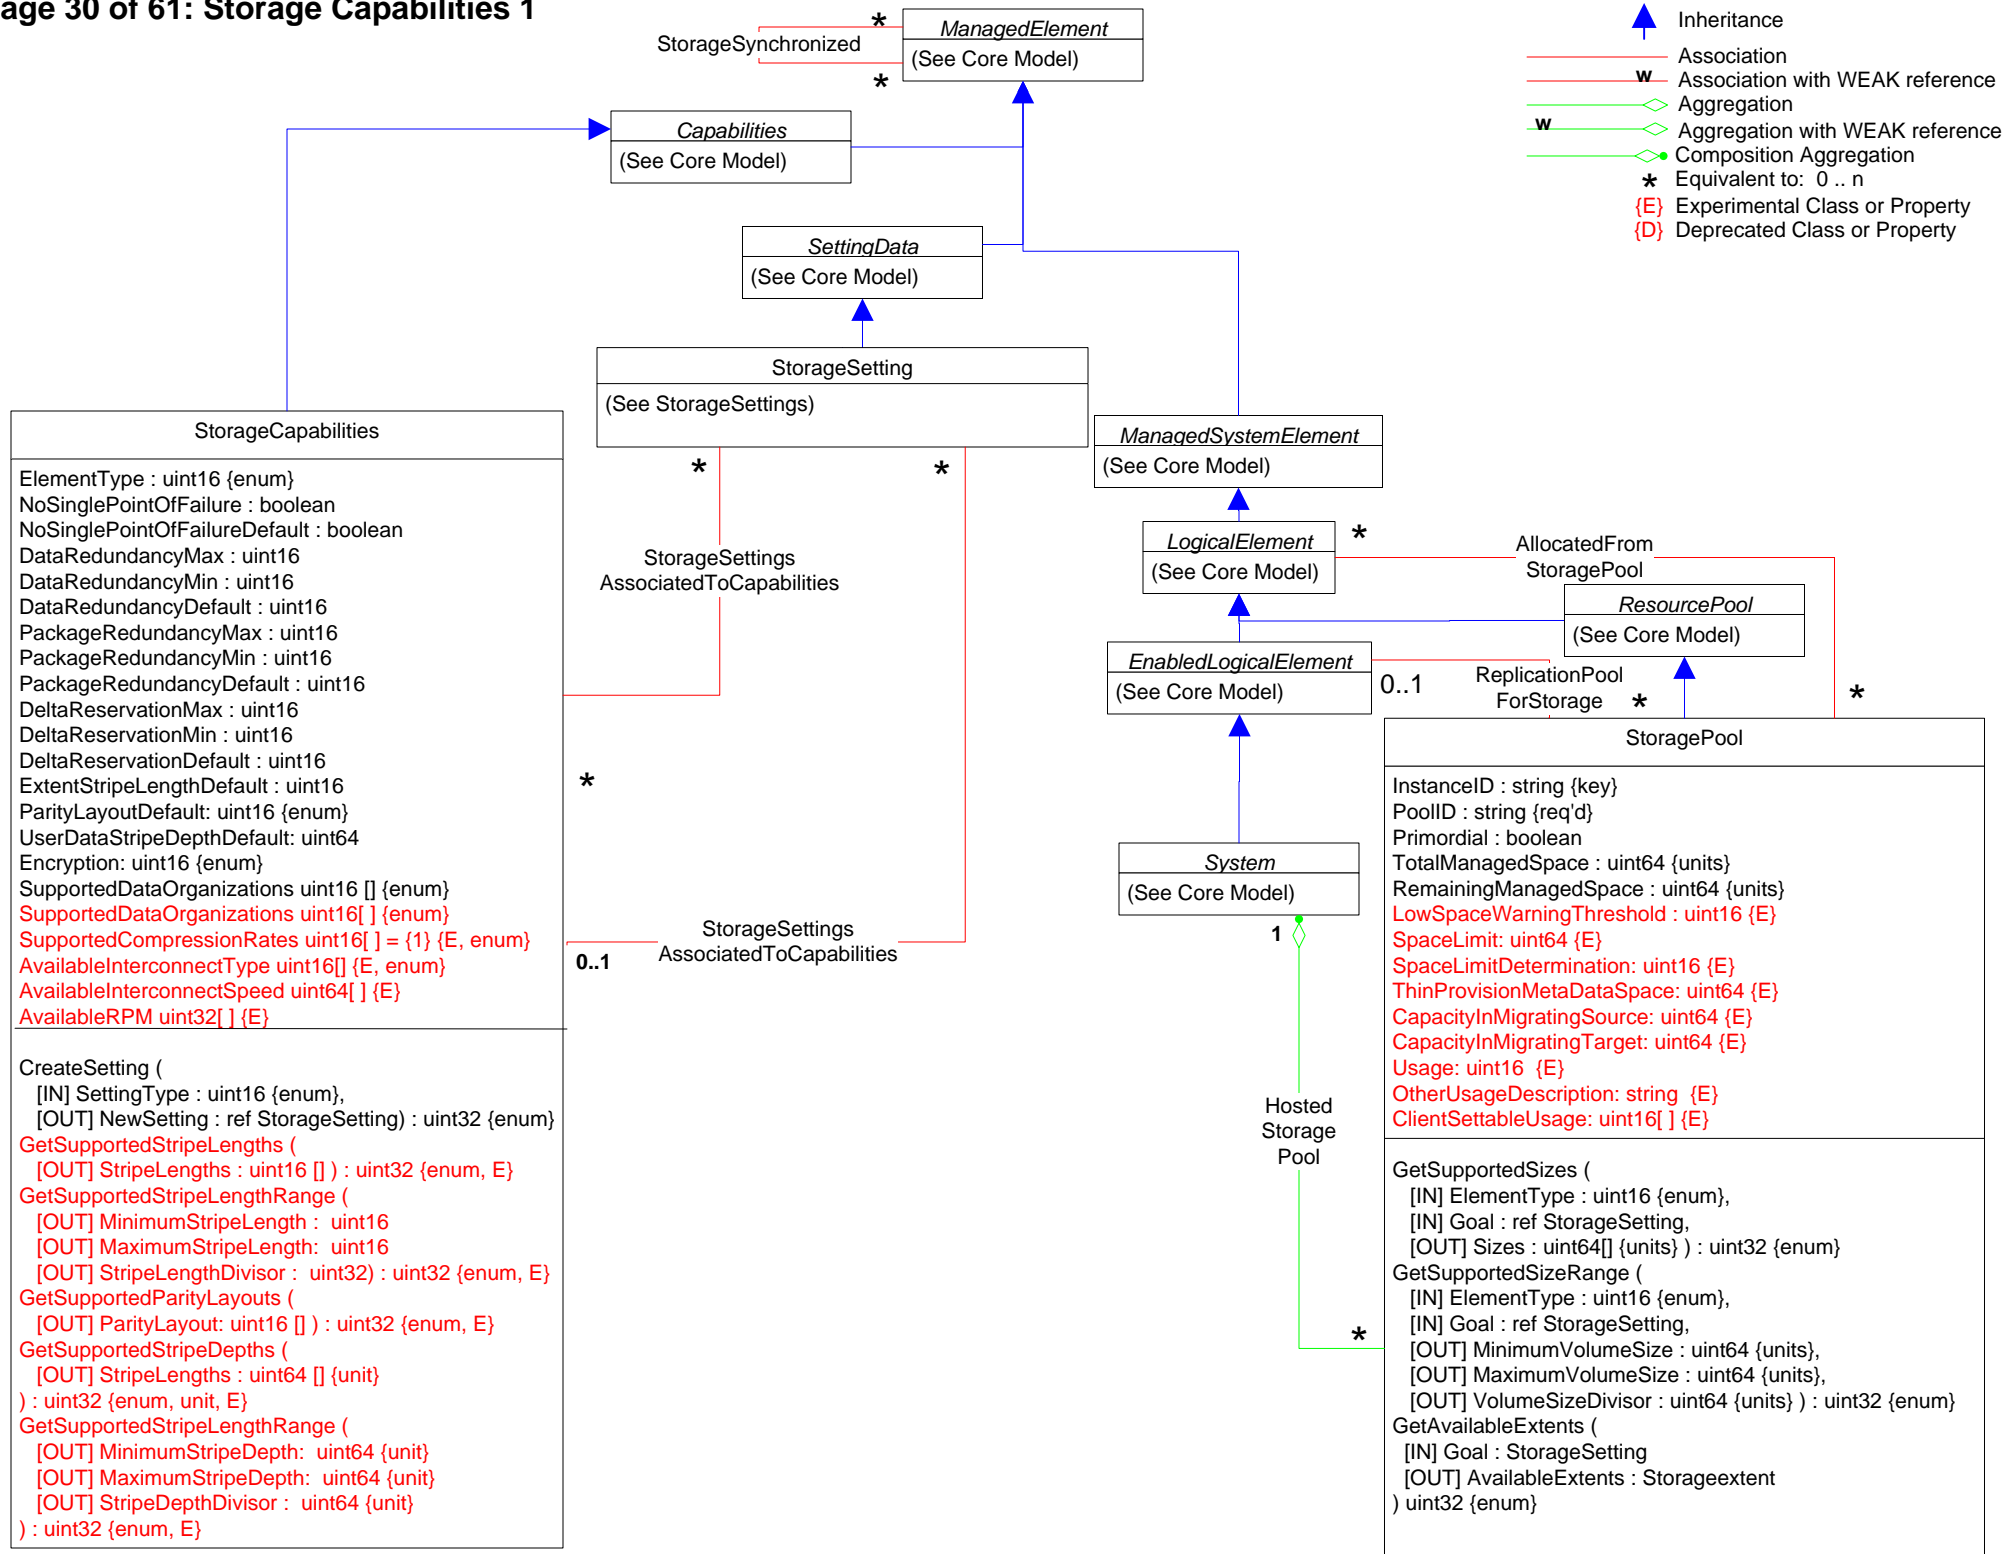 age 30 of 61: Storage Capabilities 1
Inheritance
Association
w Association with WEAK reference
Aggregation
w Aggregation with WEAK reference
Composition Aggregation
* Equivalent to: 0 .. n
{E} Experimental Class or Property
{D} Deprecated Class or Property
StorageSynchronized
*
*
ManagedElement
(See Core Model)
Capabilities
(See Core Model)
SettingData
(See Core Model)
StorageSetting
(See StorageSettings)
*
*
StorageSettings
AssociatedToCapabilities
*
StorageSettings
AssociatedToCapabilities
0..1
StorageCapabilities
ElementType : uint16 {enum}
NoSinglePointOfFailure : boolean
NoSinglePointOfFailureDefault : boolean
DataRedundancyMax : uint16
DataRedundancyMin : uint16
DataRedundancyDefault : uint16
PackageRedundancyMax : uint16
PackageRedundancyMin : uint16
PackageRedundancyDefault : uint16
DeltaReservationMax : uint16
DeltaReservationMin : uint16
DeltaReservationDefault : uint16
ExtentStripeLengthDefault : uint16
ParityLayoutDefault: uint16 {enum}
UserDataStripeDepthDefault: uint64
Encryption: uint16 {enum}
SupportedDataOrganizations uint16 [] {enum}
SupportedDataOrganizations uint16[ ] {enum}
SupportedCompressionRates uint16[ ] = {1} {E, enum}
AvailableInterconnectType uint16[] {E, enum}
AvailableInterconnectSpeed uint64[ ] {E}
AvailableRPM uint32[ ] {E}
CreateSetting (
[IN] SettingType : uint16 {enum},
[OUT] NewSetting : ref StorageSetting) : uint32 {enum}
GetSupportedStripeLengths (
[OUT] StripeLengths : uint16 [] ) : uint32 {enum, E}
GetSupportedStripeLengthRange (
[OUT] MinimumStripeLength :  uint16
[OUT] MaximumStripeLength:  uint16
[OUT] StripeLengthDivisor :  uint32) : uint32 {enum, E}
GetSupportedParityLayouts (
[OUT] ParityLayout: uint16 [] ) : uint32 {enum, E}
GetSupportedStripeDepths (
[OUT] StripeLengths : uint64 [] {unit}
) : uint32 {enum, unit, E}
GetSupportedStripeLengthRange (
[OUT] MinimumStripeDepth:  uint64 {unit}
[OUT] MaximumStripeDepth:  uint64 {unit}
[OUT] StripeDepthDivisor :  uint64 {unit}
) : uint32 {enum, E}
ManagedSystemElement
(See Core Model)
LogicalElement
(See Core Model)
*
AllocatedFrom
StoragePool
*
ResourcePool
(See Core Model)
EnabledLogicalElement
(See Core Model)
0..1
ReplicationPool
ForStorage
*
System
(See Core Model)
1
Hosted
Storage
Pool
*
StoragePool
InstanceID : string {key}
PoolID : string {req'd}
Primordial : boolean
TotalManagedSpace : uint64 {units}
RemainingManagedSpace : uint64 {units}
LowSpaceWarningThreshold : uint16 {E}
SpaceLimit: uint64 {E}
SpaceLimitDetermination: uint16 {E}
ThinProvisionMetaDataSpace: uint64 {E}
CapacityInMigratingSource: uint64 {E}
CapacityInMigratingTarget: uint64 {E}
Usage: uint16  {E}
OtherUsageDescription: string  {E}
ClientSettableUsage: uint16[ ] {E}
GetSupportedSizes (
[IN] ElementType : uint16 {enum},
[IN] Goal : ref StorageSetting,
[OUT] Sizes : uint64[] {units} ) : uint32 {enum}
GetSupportedSizeRange (
[IN] ElementType : uint16 {enum},
[IN] Goal : ref StorageSetting,
[OUT] MinimumVolumeSize : uint64 {units},
[OUT] MaximumVolumeSize : uint64 {units},
[OUT] VolumeSizeDivisor : uint64 {units} ) : uint32 {enum}
GetAvailableExtents (
[IN] Goal : StorageSetting
[OUT] AvailableExtents : Storageextent
) uint32 {enum}